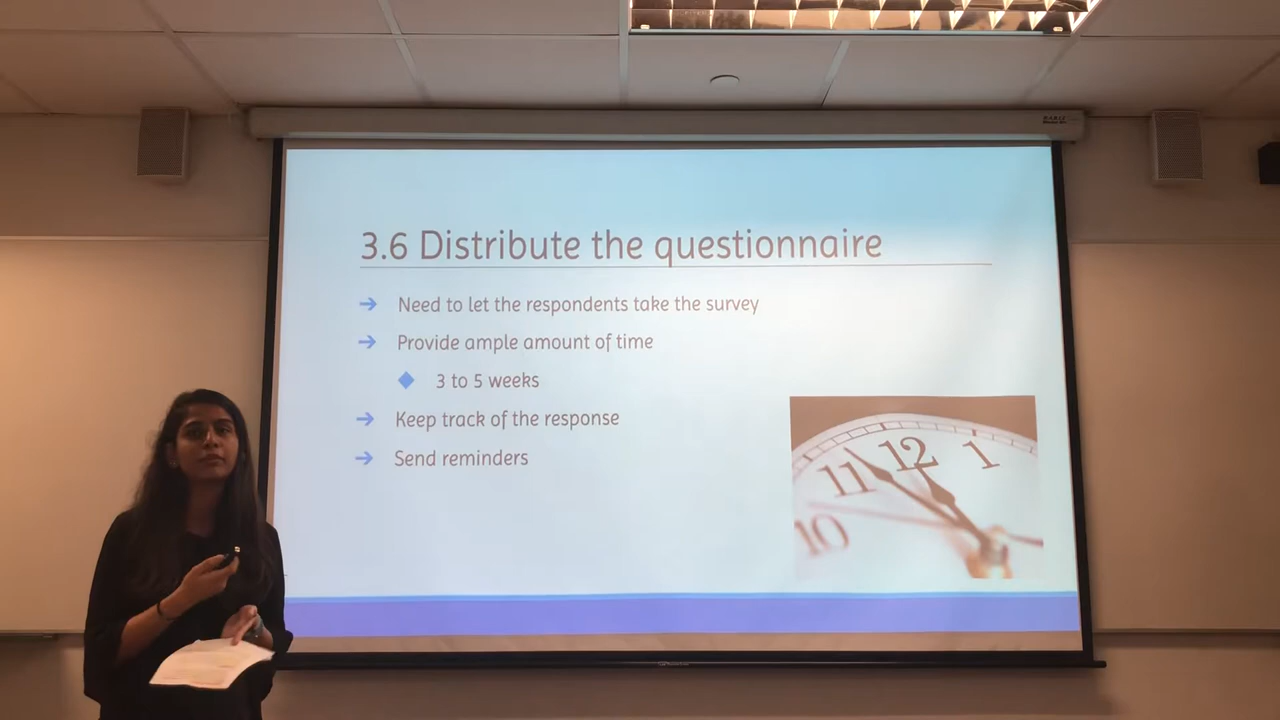 3.6 Distribute the questionnaire
→ Need to let the respondents take the survey
→ Provide ample amount of time
◆ 3 to 5 weeks
→ Keep track of the response
→ Send reminders
11 12 1
10